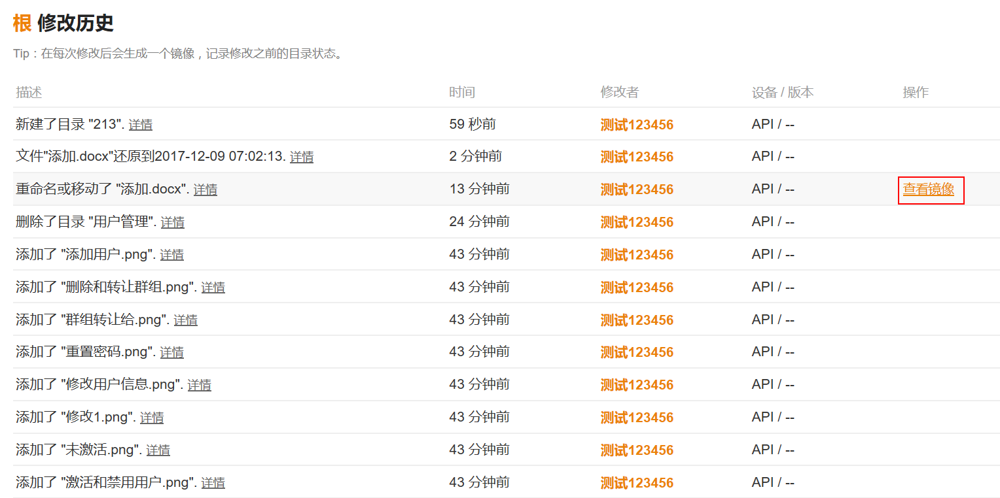 根 修改历史
Tip：在每次修改后会生成一个镜像，记录修改之前的目录状态。
描述 时间 修改者 设备 / 版本 操作
新建了目录 "213". 详情 59 秒前 测试123456 API / --
文件"添加.docx"还原到2017-12-09 07:02:13. 详情 2 分钟前 测试123456 API / --
重命名或移动了 "添加.docx". 详情 13 分钟前 测试123456 API / -- 查看镜像
删除了目录 "用户管理". 详情 24 分钟前 测试123456 API / --
添加了 "添加用户.png". 详情 43 分钟前 测试123456 API / --
添加了 "删除和转让群组.png". 详情 43 分钟前 测试123456 API / --
添加了 "群组转让给.png". 详情 43 分钟前 测试123456 API / --
添加了 "重置密码.png". 详情 43 分钟前 测试123456 API / --
添加了 "修改用户信息.png". 详情 43 分钟前 测试123456 API / --
添加了 "修改1.png". 详情 43 分钟前 测试123456 API / --
添加了 "未激活.png". 详情 43 分钟前 测试123456 API / --
添加了 "激活和禁用用户.png". 详情 43 分钟前 测试123456 API / --